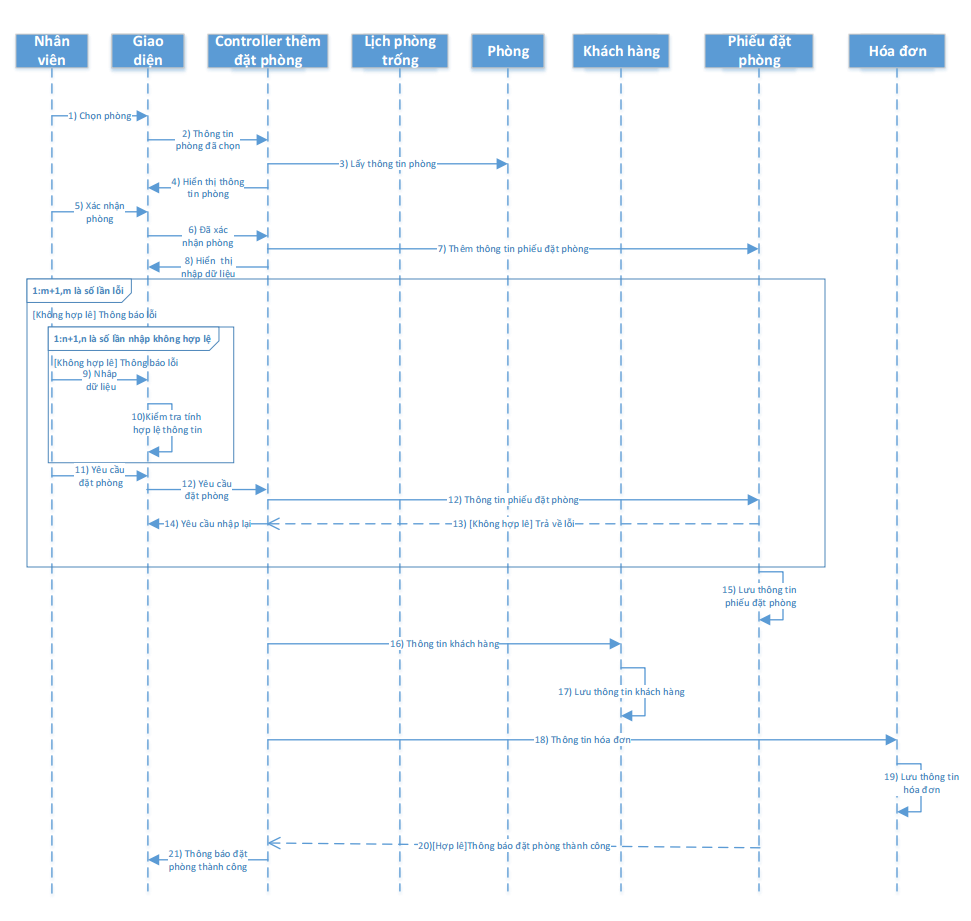 Nhân
viên
Giao
diện
Controller thêm
đặt phòng
Lịch phòng
trống
Phòng
Khách hàng
Phiếu đặt
phòng
Hóa đơn
1) Chọn phòng
2) Thông tin
phòng đã chọn
3) Lấy thông tin phòng
4) Hiển thị thông
tin phòng
5) Xác nhận
phòng
6) Đã xác
nhận phòng
7) Thêm thông tin phiếu đặt phòng
8) Hiển thị
nhập dữ liệu
1:m+1,m là số lần lỗi
[Không hợp lê] Thông báo lỗi
1:n+1,n là số lần nhập không hợp lệ
[Không hợp lê] Thông báo lỗi
9) Nhập
dữ liệu
10)Kiểm tra tính
hợp lệ thông tin
11) Yêu cầu
đặt phòng
12) Yêu cầu
đặt phòng
12) Thông tin phiếu đặt phòng
14) Yêu cầu nhập lại
13) [Không hợp lê] Trả về lỗi
15) Lưu thông tin
phiếu đặt phòng
16) Thông tin khách hàng
17) Lưu thông tin khách hàng
18) Thông tin hóa đơn
19) Lưu thông tin
hóa đơn
20)[Hợp lê]Thông báo đặt phòng thành công
21) Thông báo đặt
phòng thành công